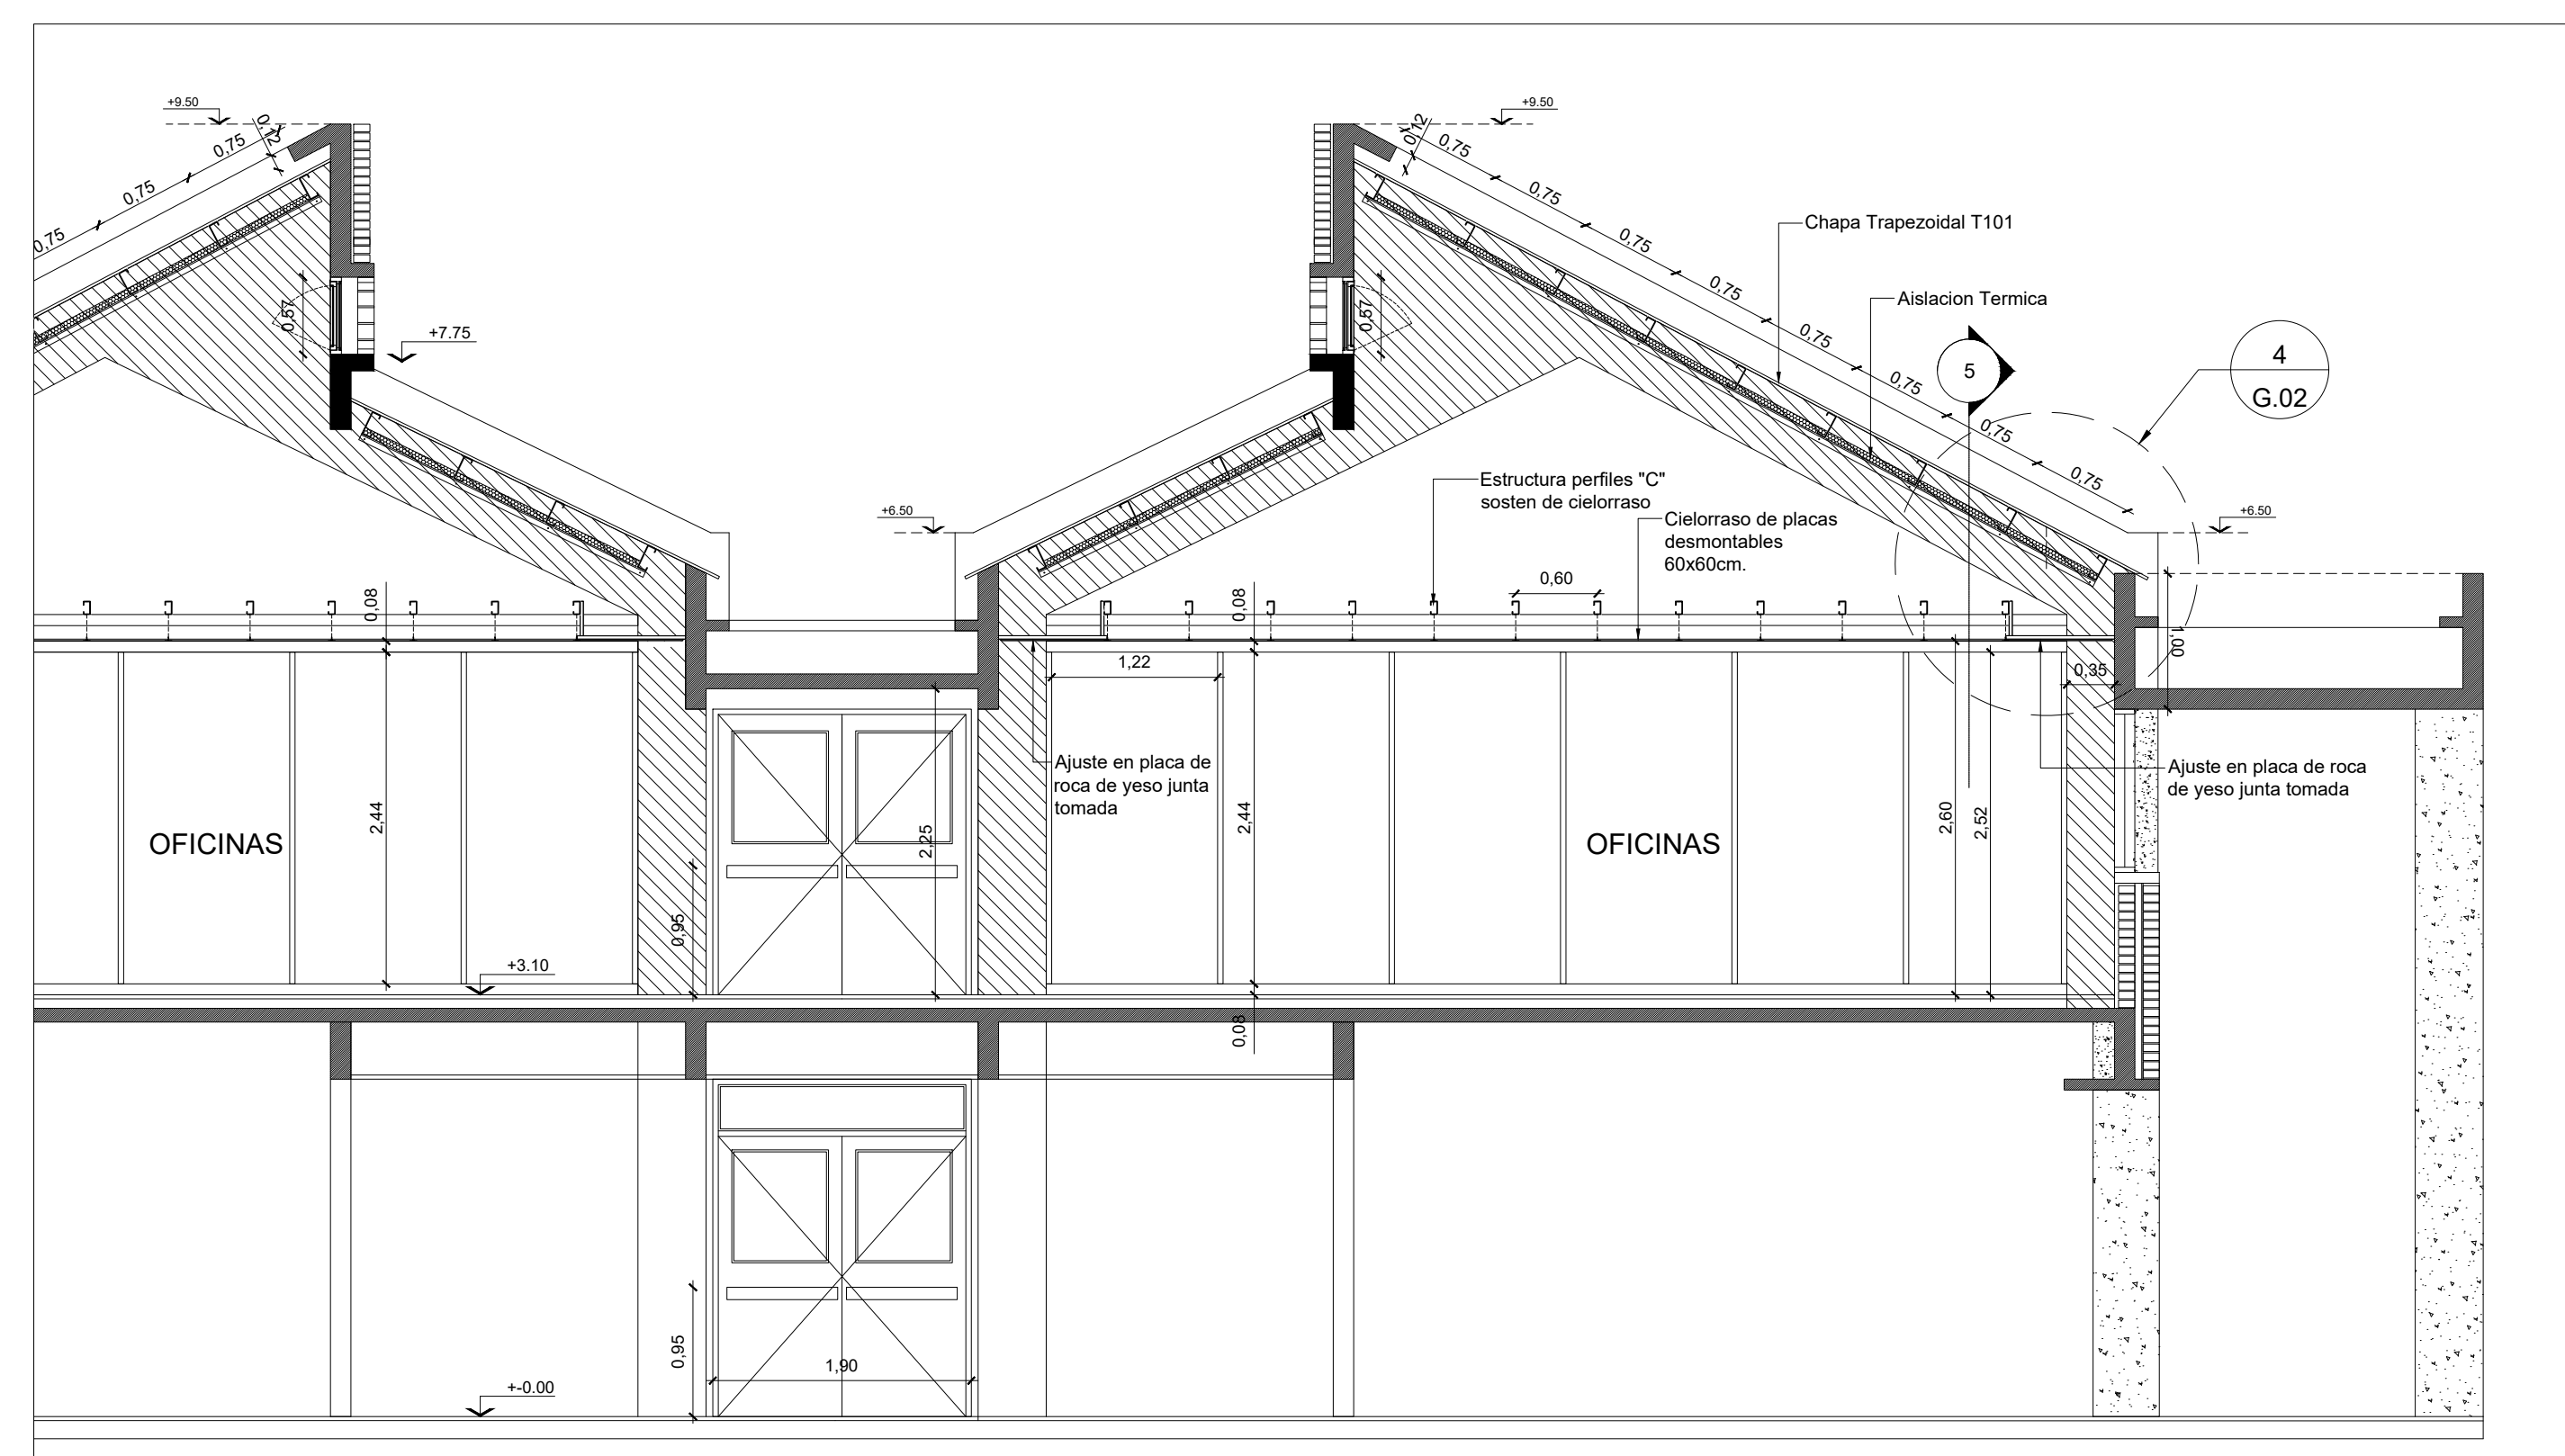 +9.50
+9.50
0,12
0,75
0,75
0,75
0,12
0,75
0,75
0,75
0,75
0,75
0,75
0,75
0,75
Chapa Trapezoidal T101
Aislacion Termica
0,57
0,57
+7.75
5
4
G.02
+6.50
+6.50
Estructura perfiles "C"
sosten de cielorraso
Cielorraso de placas
desmontables
60x60cm.
0,60
0,08
0,08
1,00
0,35
1,22
Ajuste en placa de
roca de yeso junta
tomada
Ajuste en placa de roca
de yeso junta tomada
OFICINAS
2,44
2,25
2,44
OFICINAS
2,60
2,52
0,95
+3.10
0,08
0,95
1,90
+-0.00